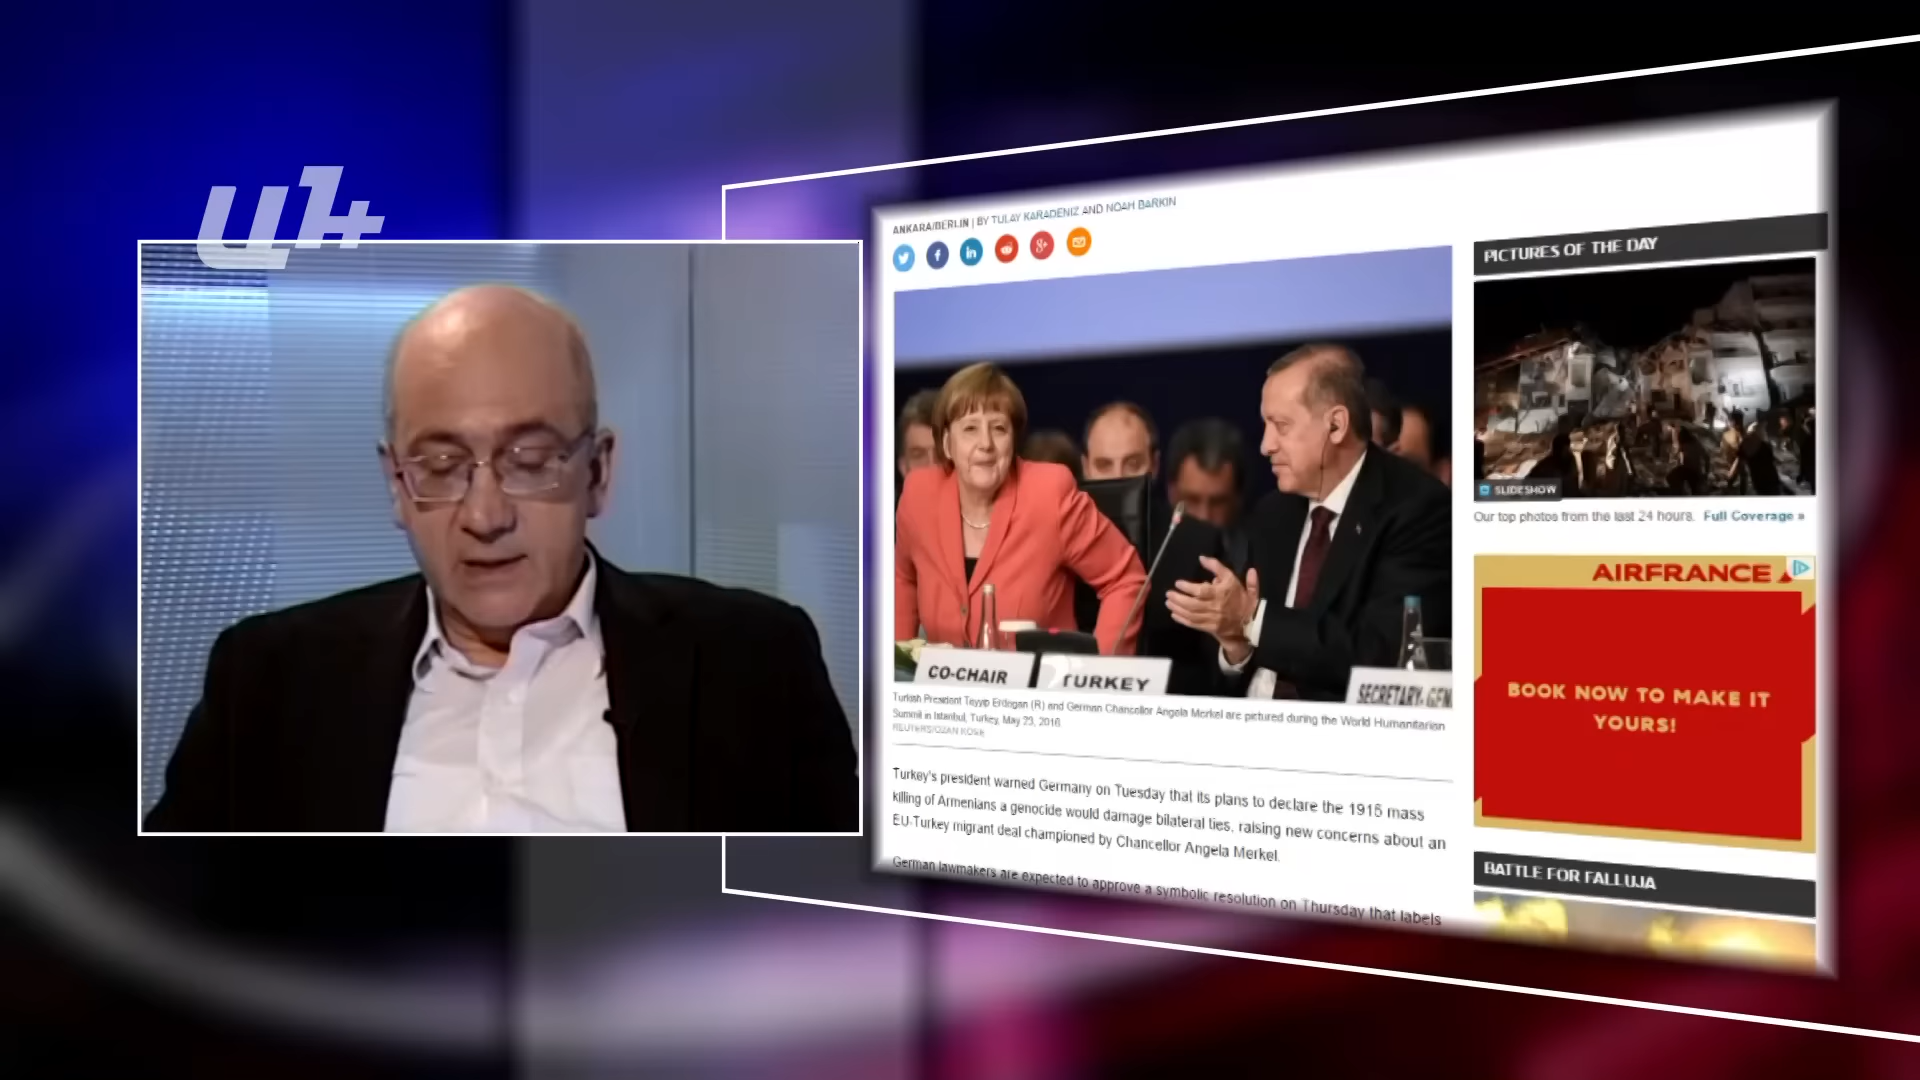 ԱԿ+
ANKARA/BERLIN | BY TULAY KARADENIZ AND NOAH BARKIN
CO-CHAIR
TURKEY
SECRETARY-GEN
Turkish President Tayyip Erdogan (R) and German Chancellor Angela Merkel are pictured during the World Humanitarian
Summit in Istanbul, Turkey, May 23, 2016.
REUTERS/OZAN KOSE
Turkey's president warned Germany on Tuesday that its plans to declare the 1915 mass
killing of Armenians a genocide would damage bilateral ties, raising new concerns about an
EU-Turkey migrant deal championed by Chancellor Angela Merkel.
German lawmakers are expected to approve a symbolic resolution on Thursday that labels
PICTURES OF THE DAY
SLIDESHOW
Our top photos from the last 24 hours. Full Coverage »
AIRFRANCE
BOOK NOW TO MAKE IT
YOURS!
BATTLE FOR FALLUJA